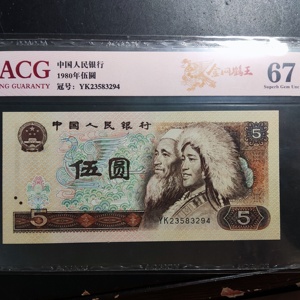 ACG
NG GUARANTY
中国人民银行
1980年伍圆
冠号：YK23583294
67
Superb Gem Unc
中国人民银行
5
伍圆
5
YK23583294
5